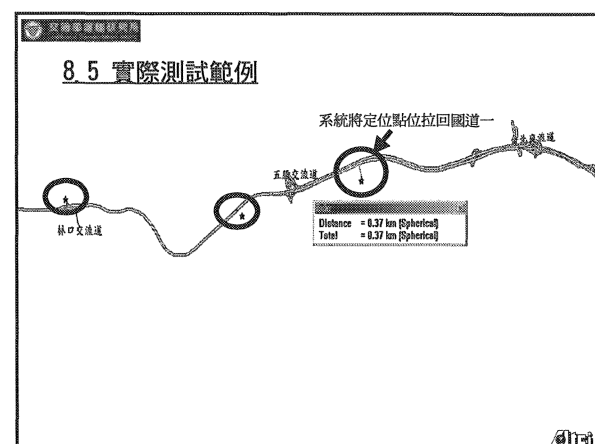 8.5 實際測試範例
系統將定位點位拉回國道一
五股交流道
林口交流道
Distance = 0.37 km [Spherical]
Total = 0.37 km [Spherical]